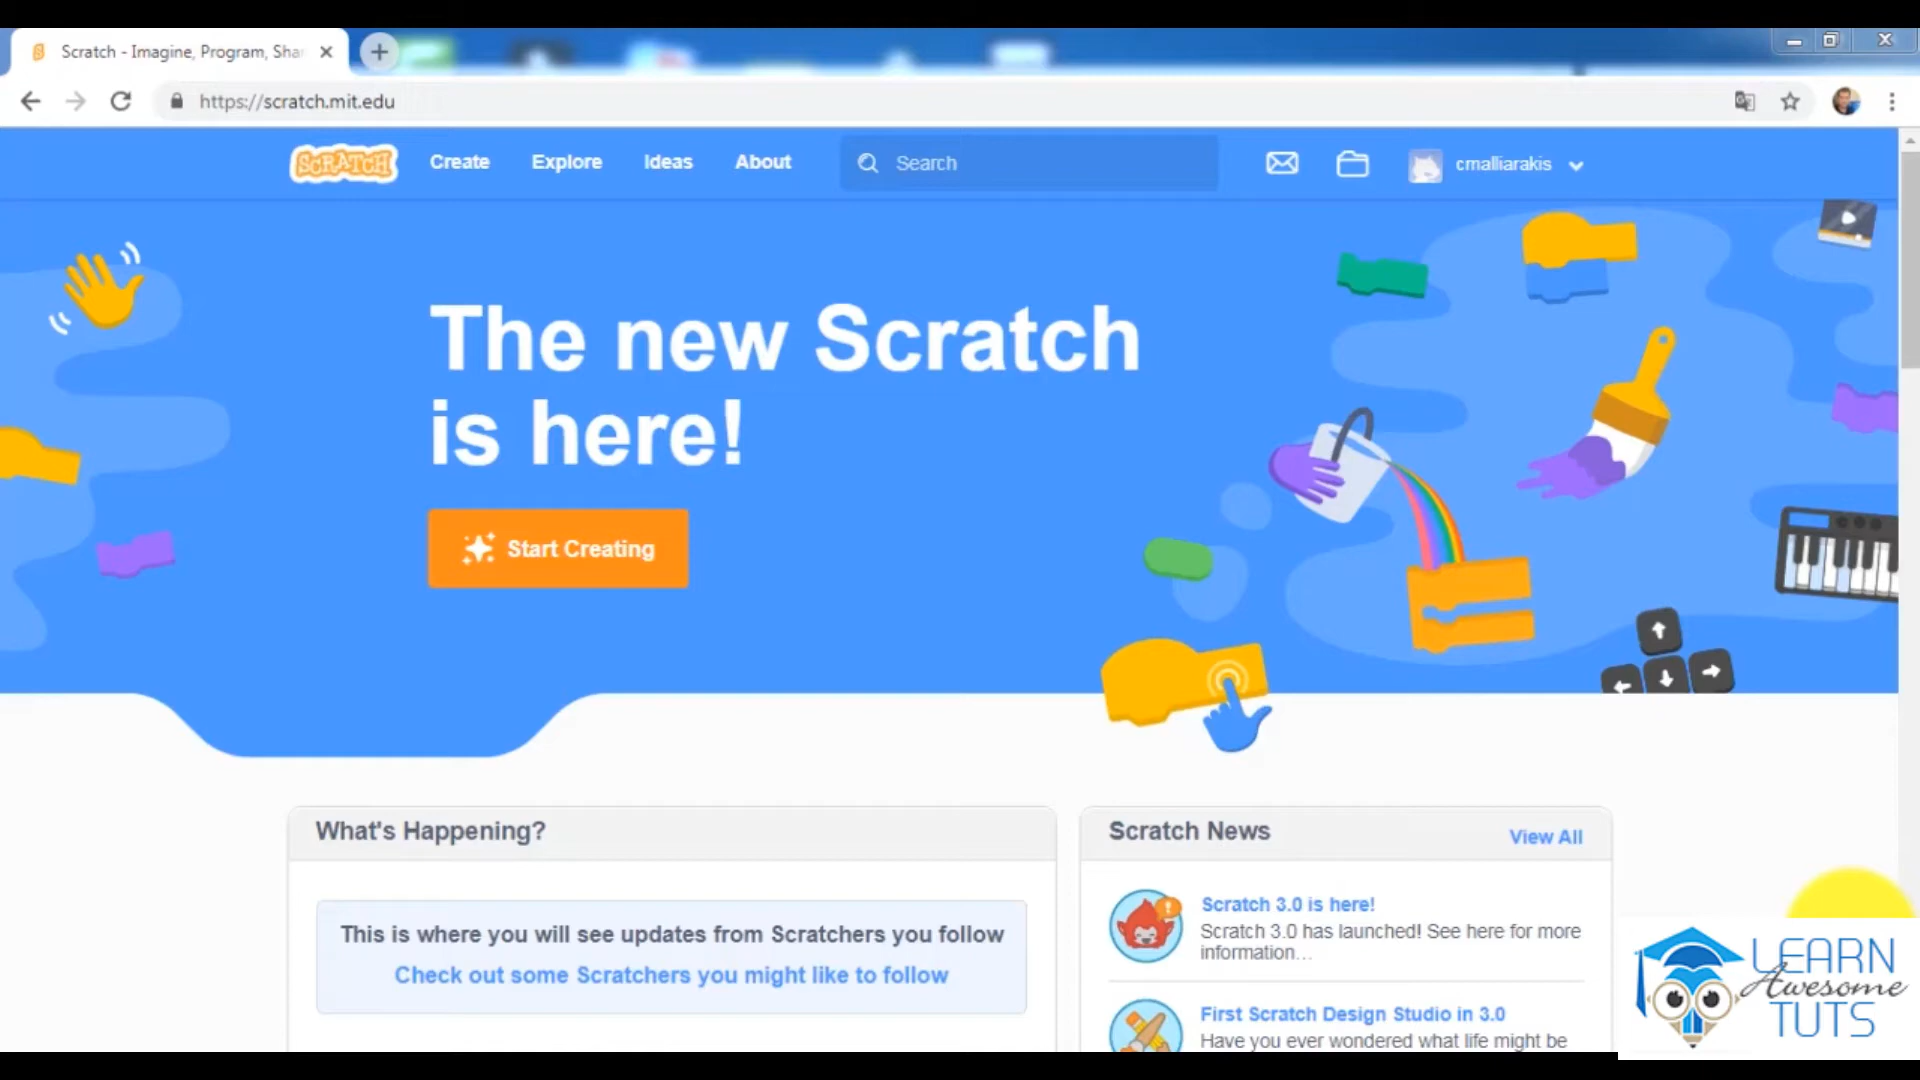 Scratch - Imagine, Program, Sha
https://scratch.mit.edu
SCRATCH
Create
Explore
Ideas
About
Search
cmalliarakis
The new Scratch
is here!
Start Creating
What's Happening?
This is where you will see updates from Scratchers you follow
Check out some Scratchers you might like to follow
Scratch News
View All
Scratch 3.0 is here!
Scratch 3.0 has launched! See here for more
information...
First Scratch Design Studio in 3.0
Have you ever wondered what life might be
LEARN
Awesome
TUTS